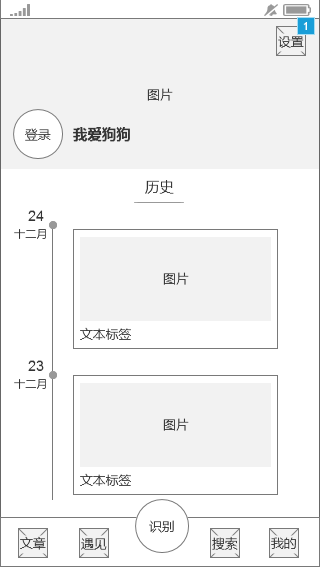 1
设置
图片
登录
我爱狗狗
历史
24
十二月
图片
文本标签
23
十二月
图片
文本标签
文章
遇见
识别
搜索
我的